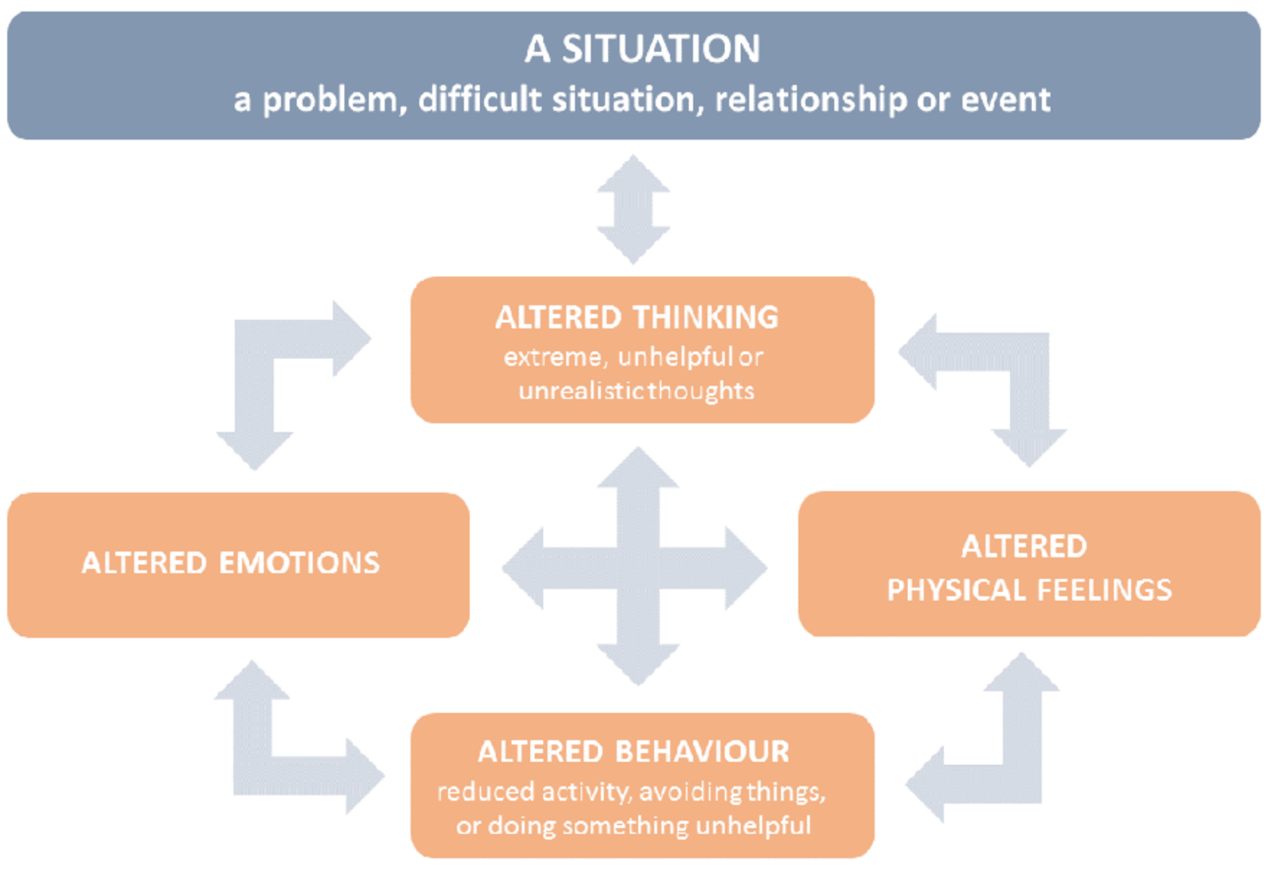 A SITUATION
a problem, difficult situation, relationship or event
ALTERED THINKING
extreme, unhelpful or
unrealistic thoughts
ALTERED EMOTIONS
ALTERED
PHYSICAL FEELINGS
ALTERED BEHAVIOUR
reduced activity, avoiding things,
or doing something unhelpful